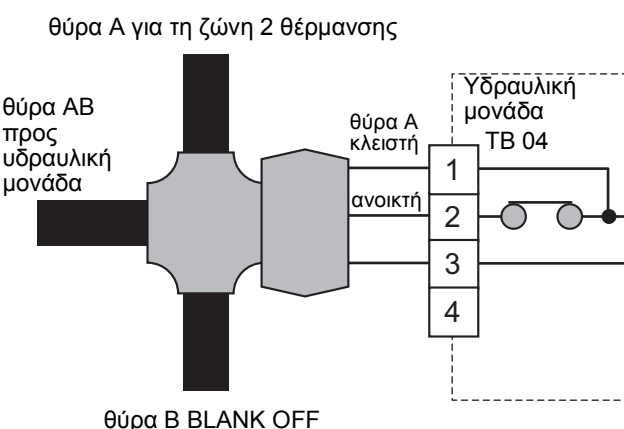 θύρα Α για τη ζώνη 2 θέρμανσης
θύρα ΑΒ
προς
υδραυλική
μονάδα
θύρα Α
κλειστή
ανοικτή
Υδραυλική
μονάδα
TB 04
1
2
3
4
θύρα Β BLANK OFF